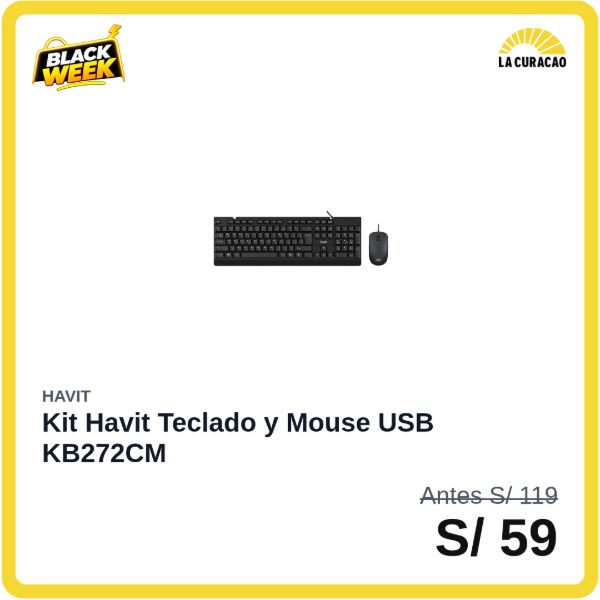 BLACK
WEEK
LA CURACAO
HAVIT
Kit Havit Teclado y Mouse USB
KB272CM
Antes S/ 119
S/ 59